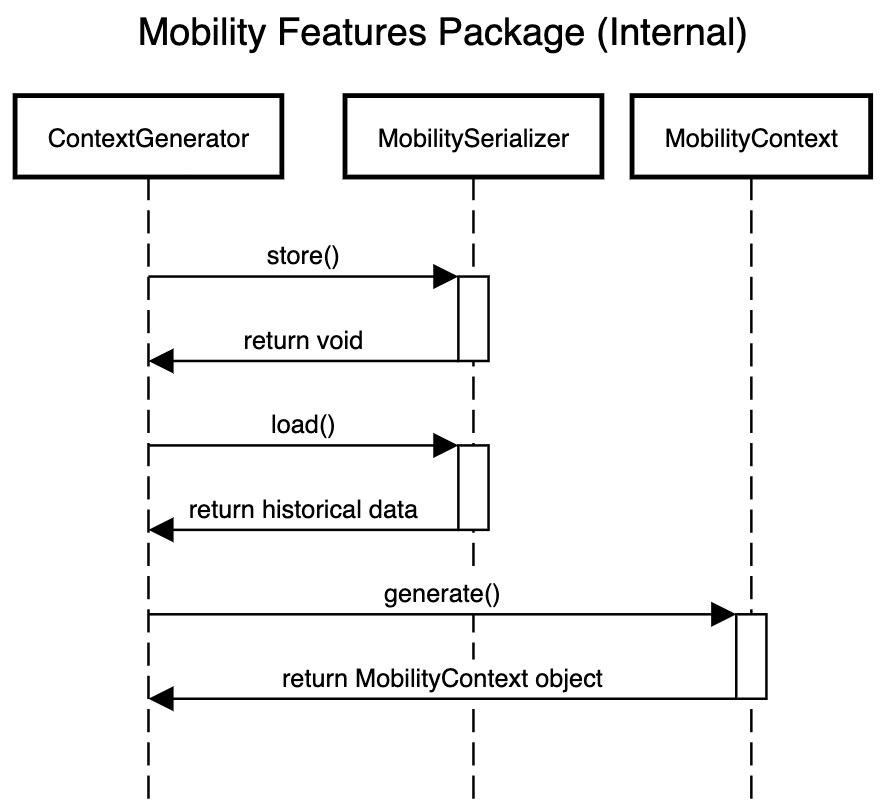 Mobility Features Package (Internal)
ContextGenerator
MobilitySerializer
MobilityContext
store()
return void
load()
return historical data
generate()
return MobilityContext object